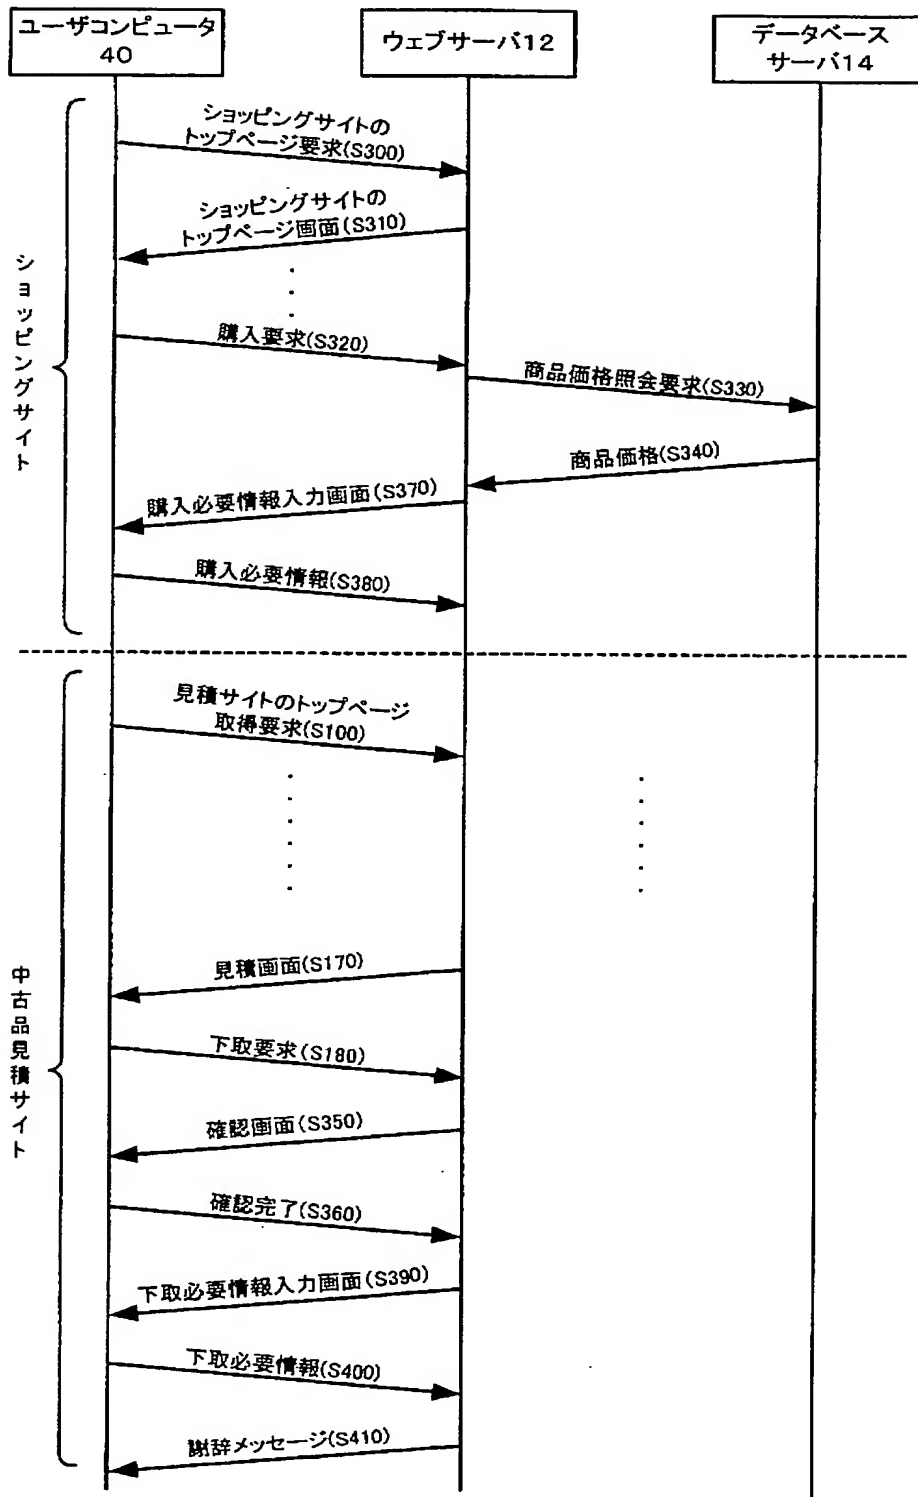 ユーザコンピュータ
40
ウェブサーバ12
データベース
サーバ14
ショッピングサイト
ショッピングサイトの
トップページ要求(S300)
ショッピングサイトの
トップページ画面(S310)
購入要求(S320)
商品価格照会要求(S330)
商品価格(S340)
購入必要情報入力画面(S370)
購入必要情報(S380)
中古品見積サイト
見積サイトのトップページ
取得要求(S100)
見積画面(S170)
下取要求(S180)
確認画面(S350)
確認完了(S360)
下取必要情報入力画面(S390)
下取必要情報(S400)
謝辞メッセージ(S410)